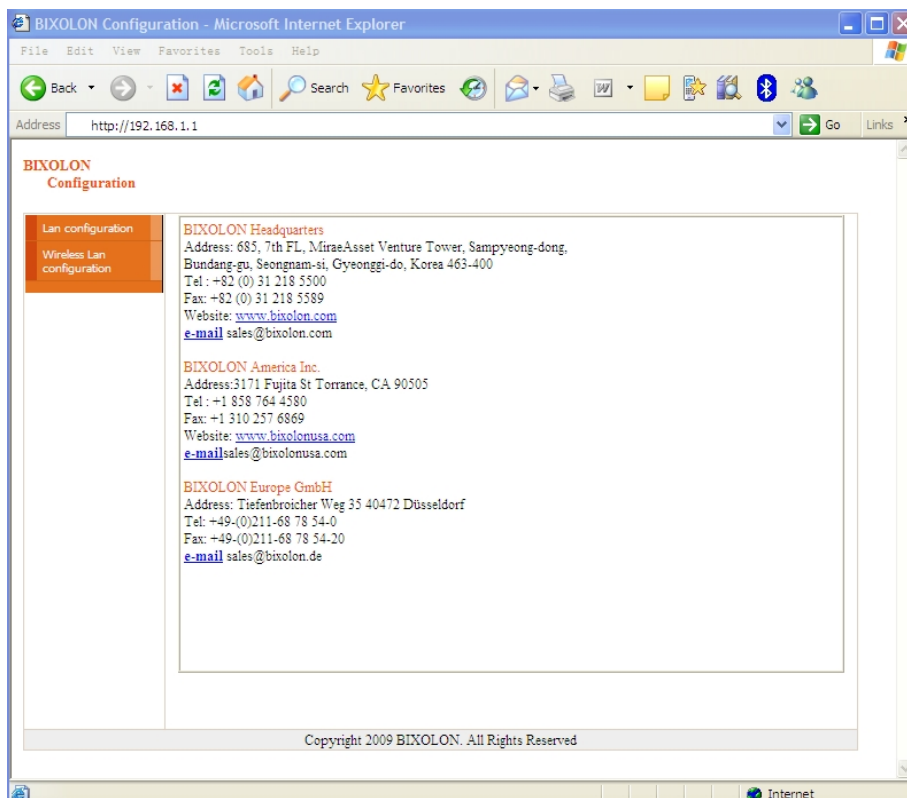 BIXOLON Configuration - Microsoft Internet Explorer
File Edit View Favorites Tools Help
Back Search Favorites W
Address http://192.168.1.1 Go Links
BIXOLON
Configuration
Lan configuration
Wireless Lan
configuration
BIXOLON Headquarters
Address: 685, 7th FL, MiraeAsset Venture Tower, Sampyeong-dong,
Bundang-gu, Seongnam-si, Gyeonggi-do, Korea 463-400
Tel : +82 (0) 31 218 5500
Fax: +82 (0) 31 218 5589
Website: www.bixolon.com
e-mail sales@bixolon.com
BIXOLON America Inc.
Address:3171 Fujita St Torrance, CA 90505
Tel : +1 858 764 4580
Fax: +1 310 257 6869
Website: www.bixolonusa.com
e-mailsales@bixolonusa.com
BIXOLON Europe GmbH
Address: Tiefenbroicher Weg 35 40472 Düsseldorf
Tel: +49-(0)211-68 78 54-0
Fax: +49-(0)211-68 78 54-20
e-mail sales@bixolon.de
Copyright 2009 BIXOLON. All Rights Reserved
Internet